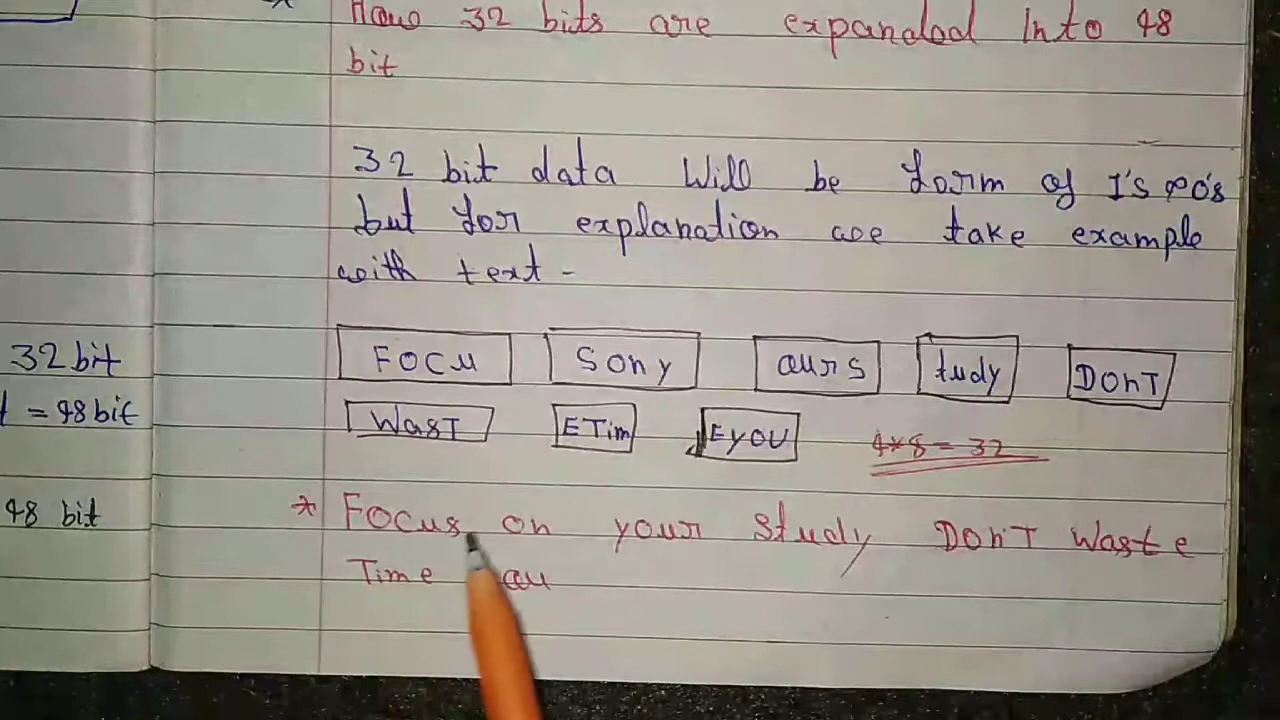 How 32 bits are expanded Into 48
bit
32 bit data Will be form of 1's 0's
but for explanation we take example
with text -
32 bit
FOCU SOny ours tudy DOnT
= 48 bit
WasT ETim EyOU 4*8 = 32
48 bit
* Focus on your Study DOn'T Waste
Time